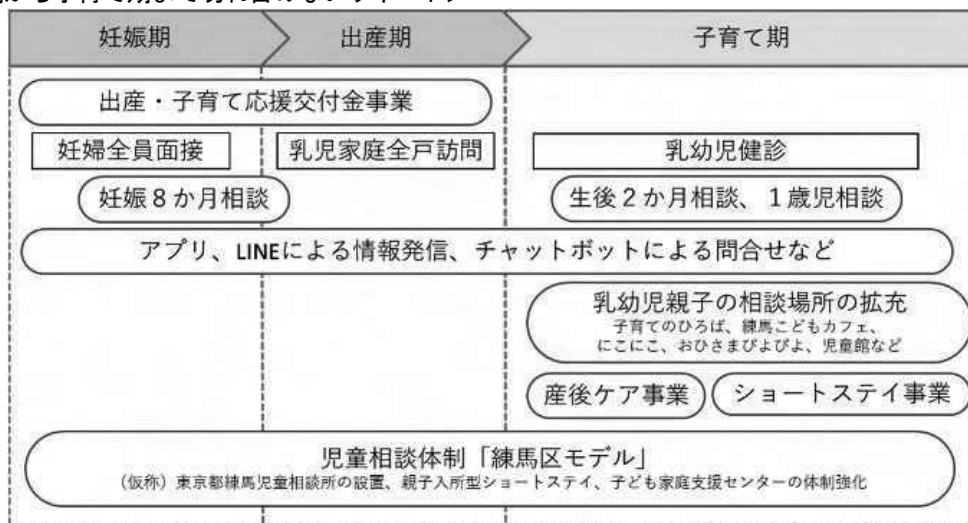 妊娠期 出産期 子育て期
出産・子育て応援交付金事業
妊婦全員面接 乳児家庭全戸訪問 乳幼児健診
妊娠8か月相談 生後2か月相談、1歳児相談
アプリ、LINEによる情報発信、チャットボットによる問合せなど
乳幼児親子の相談場所の拡充
子育てのひろば、練馬こどもカフェ、
にこにこ、おひさまぴよぴよ、児童館など
産後ケア事業 ショートステイ事業
児童相談体制「練馬区モデル」
(仮称)東京都練馬児童相談所の設置、親子入所型ショートステイ、子ども家庭支援センターの体制強化